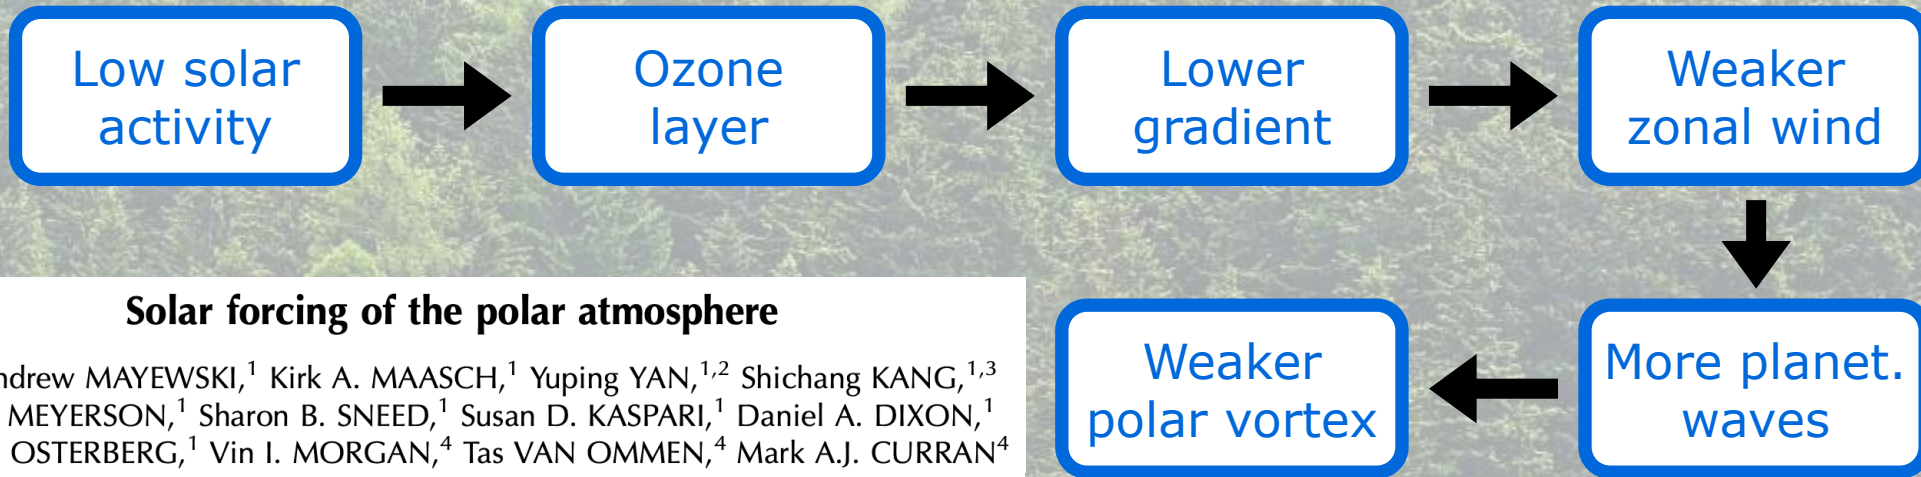 Low solar
activity
Ozone
layer
Lower
gradient
Weaker
zonal wind
More planet.
waves
Weaker
polar vortex
Solar forcing of the polar atmosphere
ndrew MAYEWSKI,¹ Kirk A. MAASCH,¹ Yuping YAN,¹,² Shichang KANG,¹,³
MEYERSON,¹ Sharon B. SNEED,¹ Susan D. KASPARI,¹ Daniel A. DIXON,¹
OSTERBERG,¹ Vin I. MORGAN,⁴ Tas VAN OMMEN,⁴ Mark A.J. CURRAN⁴